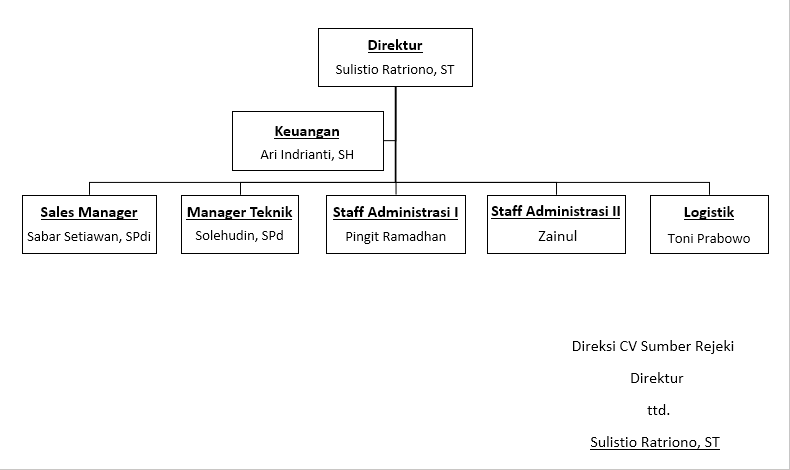 Direktur
Sulistio Ratriono, ST
Keuangan
Ari Indrianti, SH
Sales Manager
Sabar Setiawan, SPdi
Manager Teknik
Solehudin, SPd
Staff Administrasi I
Pingit Ramadhan
Staff Administrasi II
Zainul
Logistik
Toni Prabowo
Direksi CV Sumber Rejeki
Direktur
ttd.
Sulistio Ratriono, ST